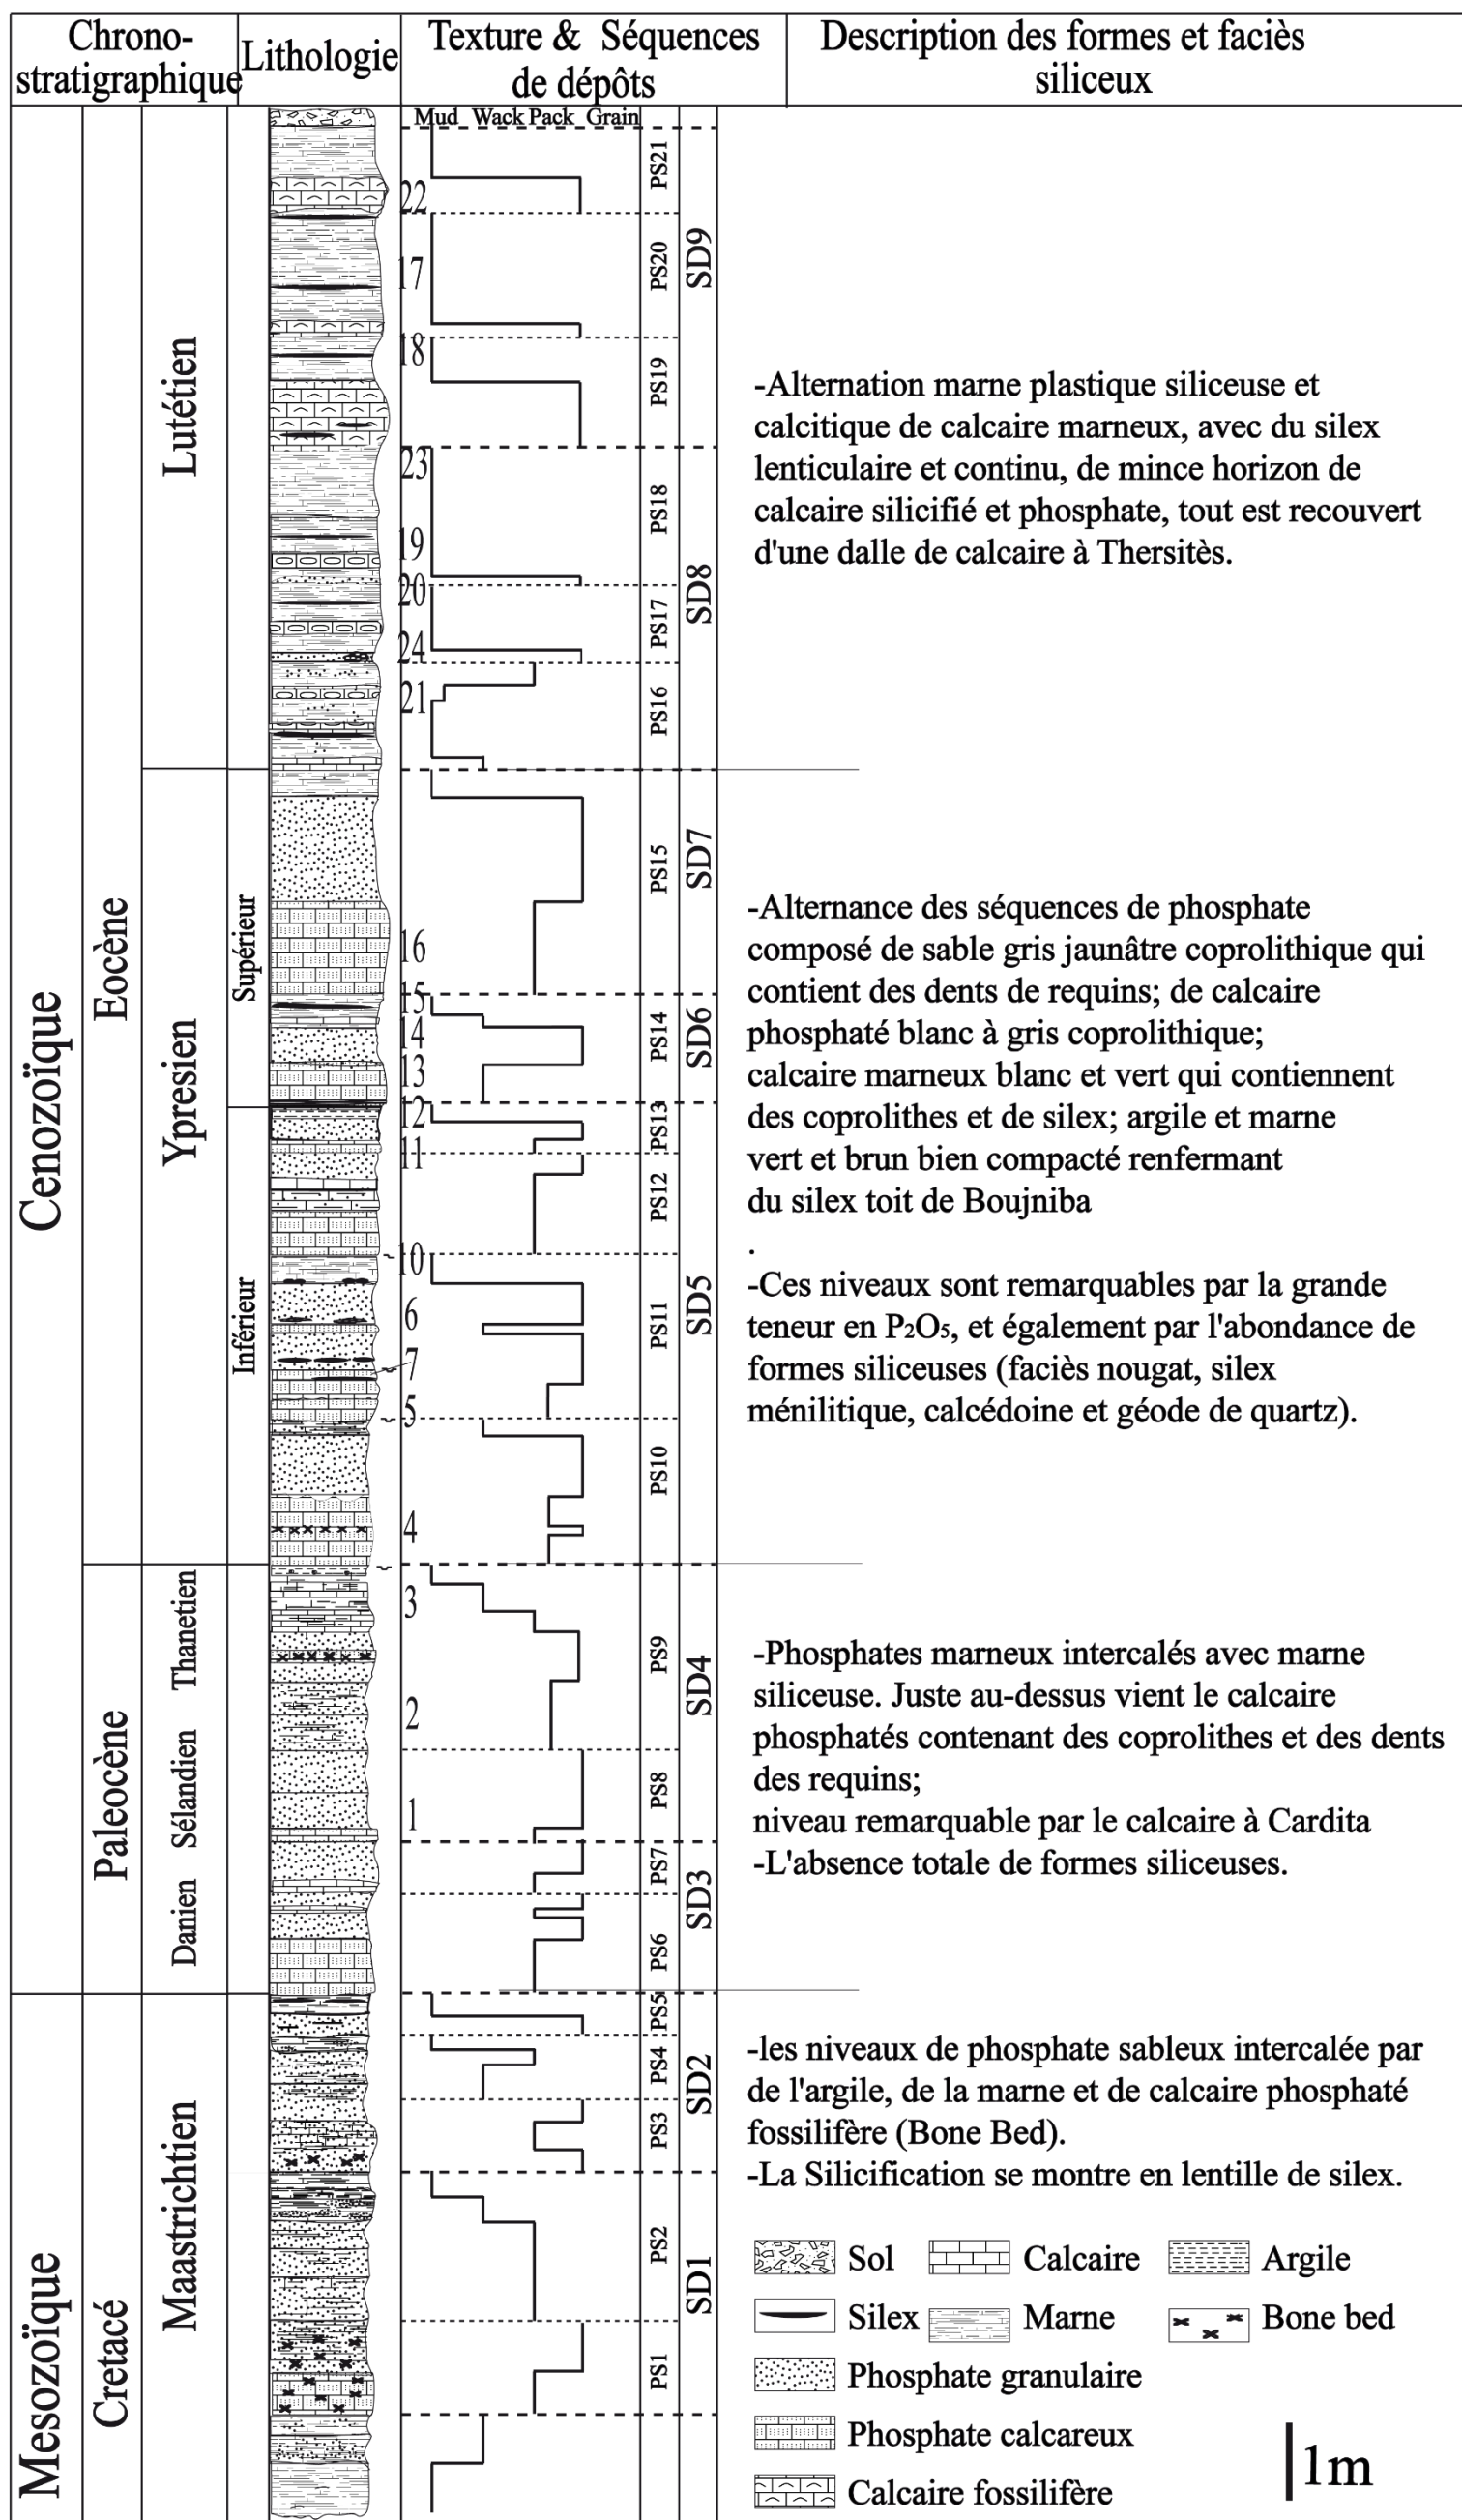 Chrono-
stratigraphique
Lithologie
Texture & Séquences
de dépôts
Description des formes et faciès
siliceux
Mud Wack Pack Grain
Cenozoïque
Mesozoïque
Eocène
Paleocène
Cretacé
Lutétien
Ypresien
Thanetien
Sélandien
Danien
Maastrichtien
Supérieur
Inférieur
22
17
18
23
19
20
24
21
16
15
14
13
12
11
10
6
7
5
4
3
2
1
PS21
PS20
PS19
PS18
PS17
PS16
PS15
PS14
PS13
PS12
PS11
PS10
PS9
PS8
PS7
PS6
PS5
PS4
PS3
PS2
PS1
SD9
SD8
SD7
SD6
SD5
SD4
SD3
SD2
SD1
-Alternation marne plastique siliceuse et
calcitique de calcaire marneux, avec du silex
lenticulaire et continu, de mince horizon de
calcaire silicifié et phosphate, tout est recouvert
d'une dalle de calcaire à Thersitès.
-Alternance des séquences de phosphate
composé de sable gris jaunâtre coprolithique qui
contient des dents de requins; de calcaire
phosphaté blanc à gris coprolithique;
calcaire marneux blanc et vert qui contiennent
des coprolithes et de silex; argile et marne
vert et brun bien compacté renfermant
du silex toit de Boujniba
.
-Ces niveaux sont remarquables par la grande
teneur en P₂O₅, et également par l'abondance de
formes siliceuses (faciès nougat, silex
ménilitique, calcédoine et géode de quartz).
-Phosphates marneux intercalés avec marne
siliceuse. Juste au-dessus vient le calcaire
phosphatés contenant des coprolithes et des dents
des requins;
niveau remarquable par le calcaire à Cardita
-L'absence totale de formes siliceuses.
-les niveaux de phosphate sableux intercalée par
de l'argile, de la marne et de calcaire phosphaté
fossilifère (Bone Bed).
-La Silicification se montre en lentille de silex.
Sol Calcaire Argile
Silex Marne Bone bed
Phosphate granulaire
Phosphate calcareux
Calcaire fossilifère
1m